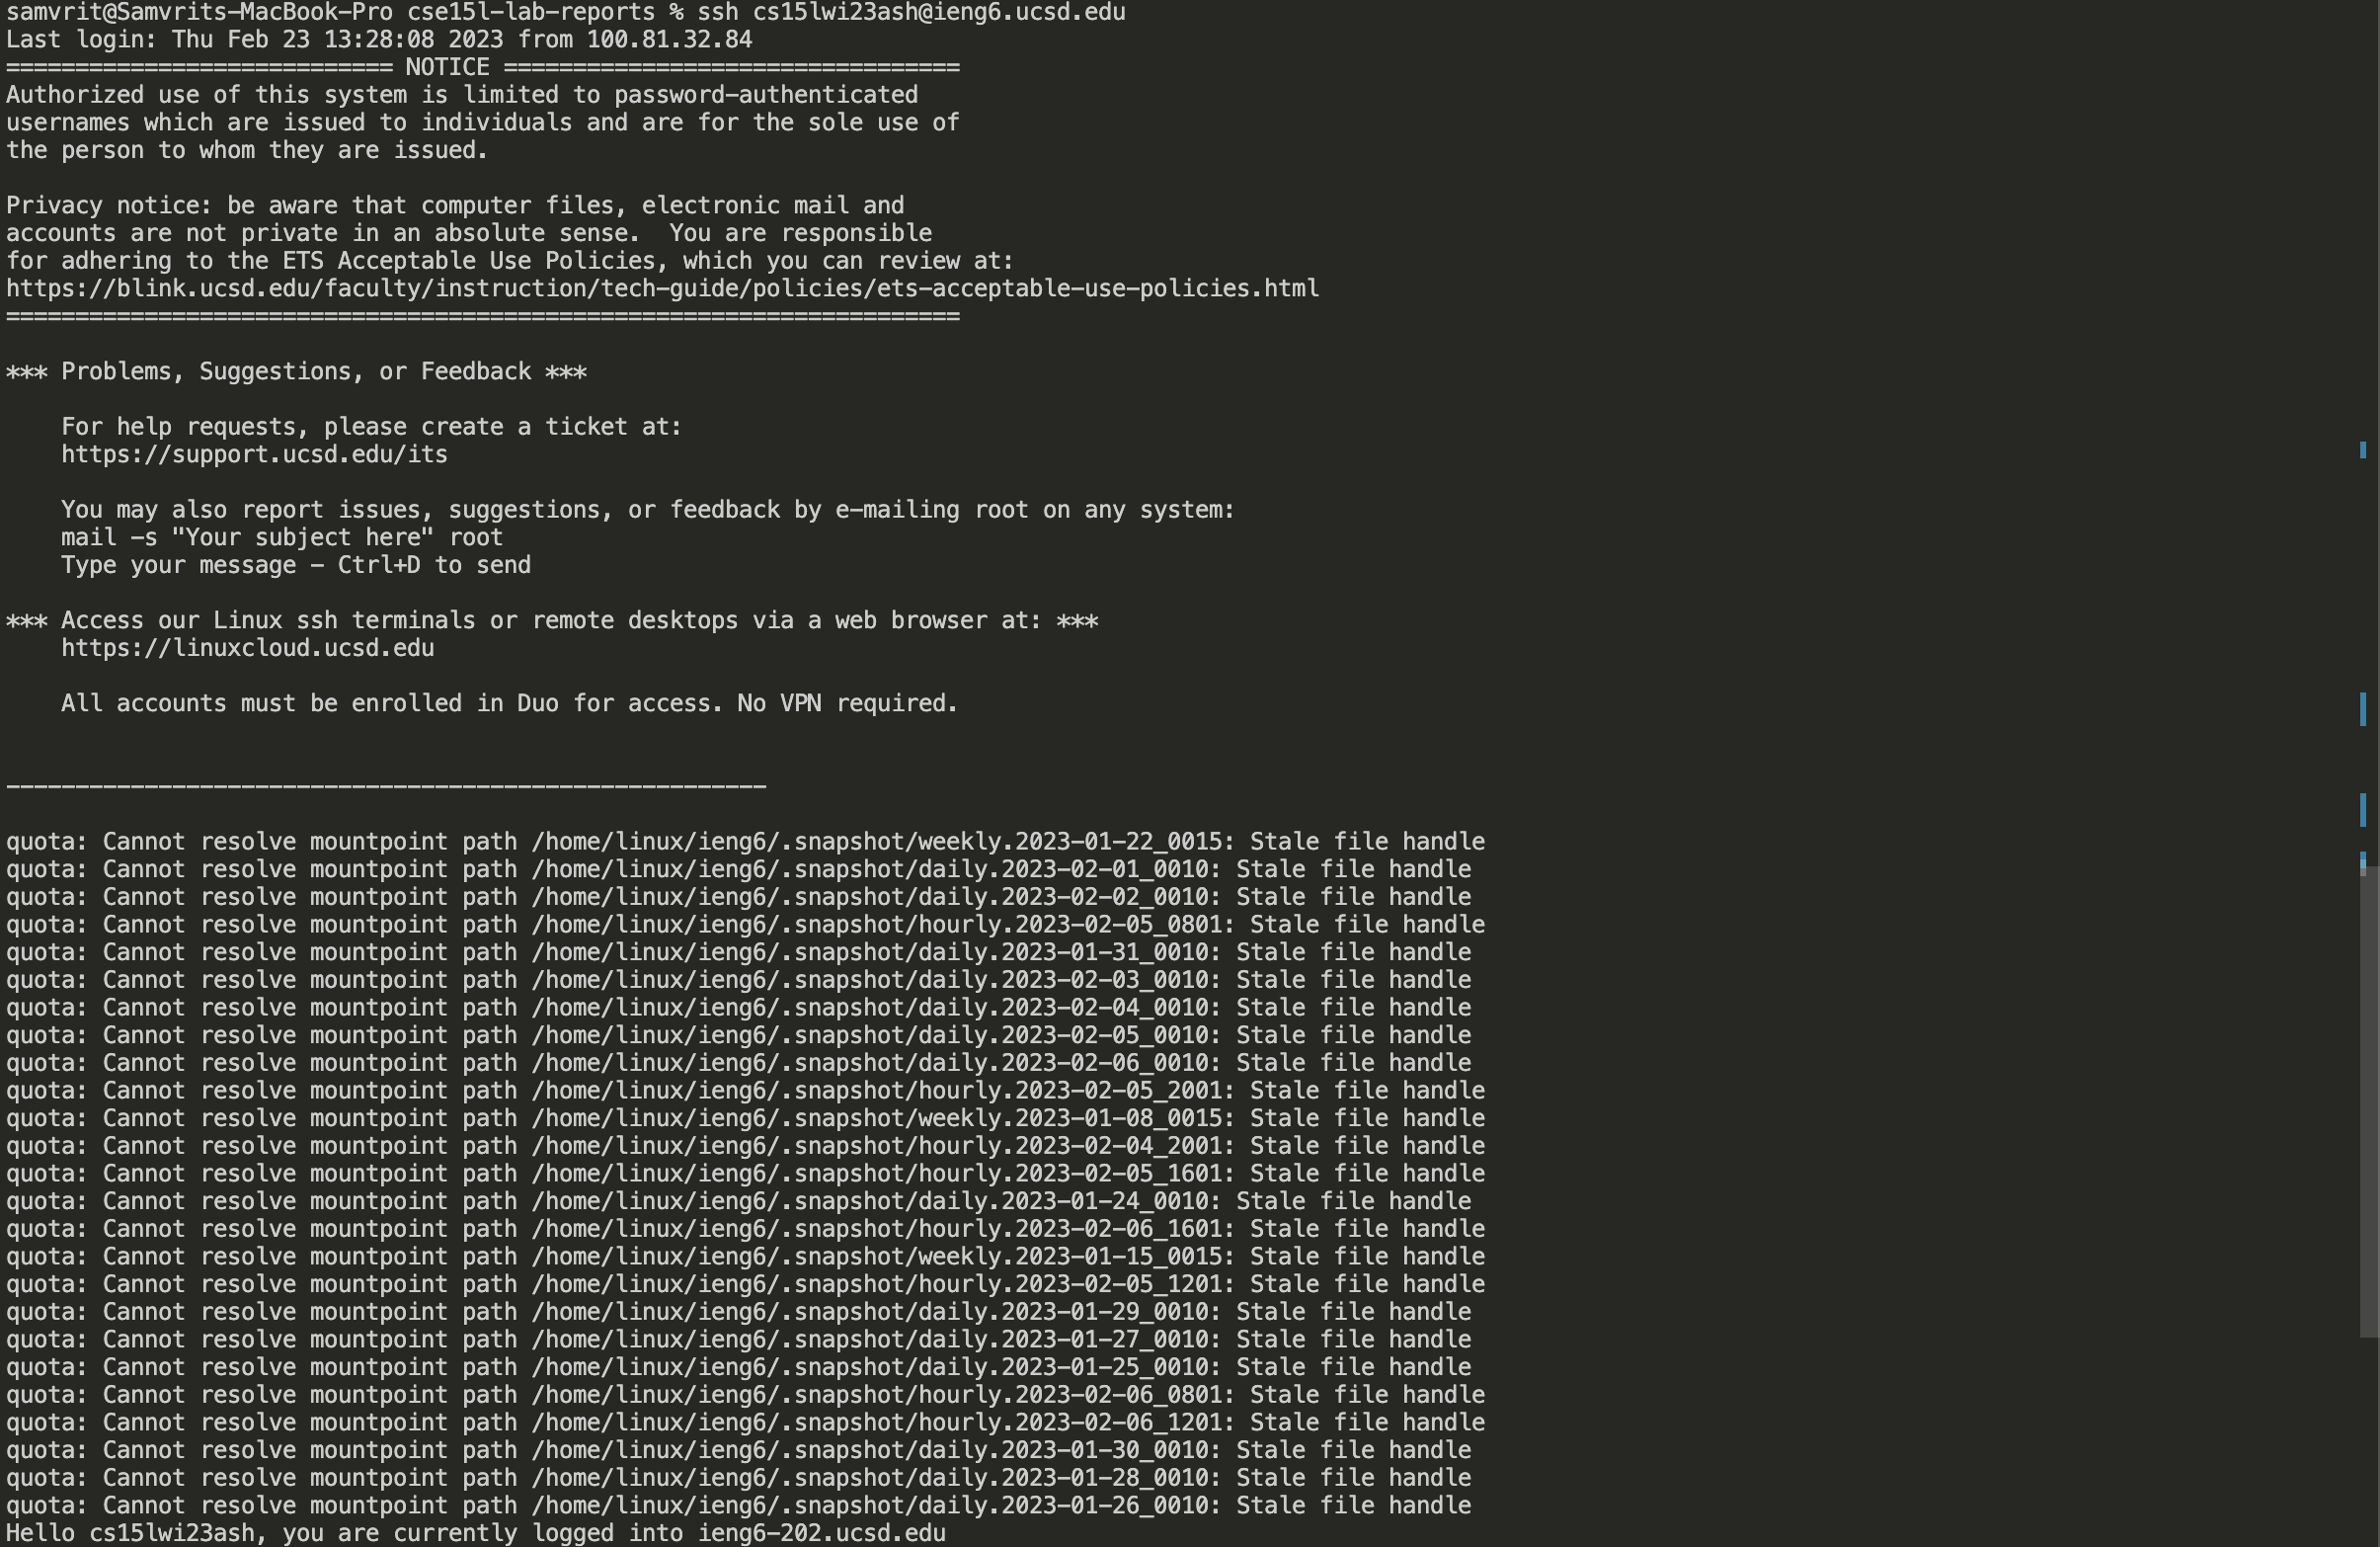 samvrit@Samvrits-MacBook-Pro cse15l-lab-reports % ssh cs15lwi23ash@ieng6.ucsd.edu
Last login: Thu Feb 23 13:28:08 2023 from 100.81.32.84
============================ NOTICE =================================
Authorized use of this system is limited to password-authenticated
usernames which are issued to individuals and are for the sole use of
the person to whom they are issued.

Privacy notice: be aware that computer files, electronic mail and
accounts are not private in an absolute sense.  You are responsible
for adhering to the ETS Acceptable Use Policies, which you can review at:
https://blink.ucsd.edu/faculty/instruction/tech-guide/policies/ets-acceptable-use-policies.html
=====================================================================

*** Problems, Suggestions, or Feedback ***

    For help requests, please create a ticket at:
    https://support.ucsd.edu/its

    You may also report issues, suggestions, or feedback by e-mailing root on any system:
    mail -s "Your subject here" root
    Type your message - Ctrl+D to send

*** Access our Linux ssh terminals or remote desktops via a web browser at: ***
    https://linuxcloud.ucsd.edu

    All accounts must be enrolled in Duo for access. No VPN required.


-------------------------------------------------------

quota: Cannot resolve mountpoint path /home/linux/ieng6/.snapshot/weekly.2023-01-22_0015: Stale file handle
quota: Cannot resolve mountpoint path /home/linux/ieng6/.snapshot/daily.2023-02-01_0010: Stale file handle
quota: Cannot resolve mountpoint path /home/linux/ieng6/.snapshot/daily.2023-02-02_0010: Stale file handle
quota: Cannot resolve mountpoint path /home/linux/ieng6/.snapshot/hourly.2023-02-05_0801: Stale file handle
quota: Cannot resolve mountpoint path /home/linux/ieng6/.snapshot/daily.2023-01-31_0010: Stale file handle
quota: Cannot resolve mountpoint path /home/linux/ieng6/.snapshot/daily.2023-02-03_0010: Stale file handle
quota: Cannot resolve mountpoint path /home/linux/ieng6/.snapshot/daily.2023-02-04_0010: Stale file handle
quota: Cannot resolve mountpoint path /home/linux/ieng6/.snapshot/daily.2023-02-05_0010: Stale file handle
quota: Cannot resolve mountpoint path /home/linux/ieng6/.snapshot/daily.2023-02-06_0010: Stale file handle
quota: Cannot resolve mountpoint path /home/linux/ieng6/.snapshot/hourly.2023-02-05_2001: Stale file handle
quota: Cannot resolve mountpoint path /home/linux/ieng6/.snapshot/weekly.2023-01-08_0015: Stale file handle
quota: Cannot resolve mountpoint path /home/linux/ieng6/.snapshot/hourly.2023-02-04_2001: Stale file handle
quota: Cannot resolve mountpoint path /home/linux/ieng6/.snapshot/hourly.2023-02-05_1601: Stale file handle
quota: Cannot resolve mountpoint path /home/linux/ieng6/.snapshot/daily.2023-01-24_0010: Stale file handle
quota: Cannot resolve mountpoint path /home/linux/ieng6/.snapshot/hourly.2023-02-06_1601: Stale file handle
quota: Cannot resolve mountpoint path /home/linux/ieng6/.snapshot/weekly.2023-01-15_0015: Stale file handle
quota: Cannot resolve mountpoint path /home/linux/ieng6/.snapshot/hourly.2023-02-05_1201: Stale file handle
quota: Cannot resolve mountpoint path /home/linux/ieng6/.snapshot/daily.2023-01-29_0010: Stale file handle
quota: Cannot resolve mountpoint path /home/linux/ieng6/.snapshot/daily.2023-01-27_0010: Stale file handle
quota: Cannot resolve mountpoint path /home/linux/ieng6/.snapshot/daily.2023-01-25_0010: Stale file handle
quota: Cannot resolve mountpoint path /home/linux/ieng6/.snapshot/hourly.2023-02-06_0801: Stale file handle
quota: Cannot resolve mountpoint path /home/linux/ieng6/.snapshot/hourly.2023-02-06_1201: Stale file handle
quota: Cannot resolve mountpoint path /home/linux/ieng6/.snapshot/daily.2023-01-30_0010: Stale file handle
quota: Cannot resolve mountpoint path /home/linux/ieng6/.snapshot/daily.2023-01-28_0010: Stale file handle
quota: Cannot resolve mountpoint path /home/linux/ieng6/.snapshot/daily.2023-01-26_0010: Stale file handle
Hello cs15lwi23ash, you are currently logged into ieng6-202.ucsd.edu